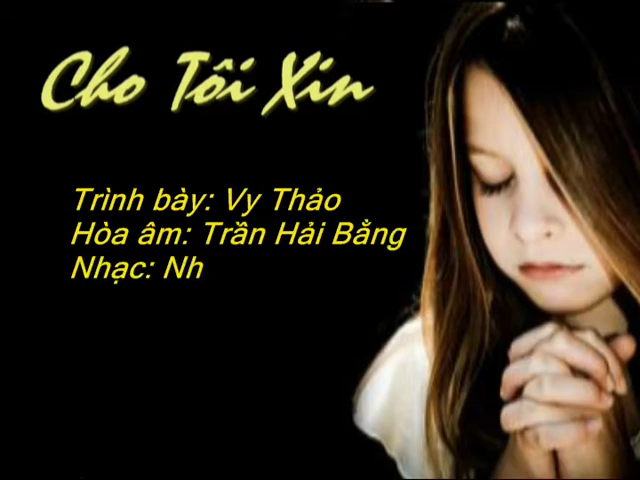 Cho Tôi Xin
Trình bày: Vy Thảo
Hòa âm: Trần Hải Bằng
Nhạc: Nh